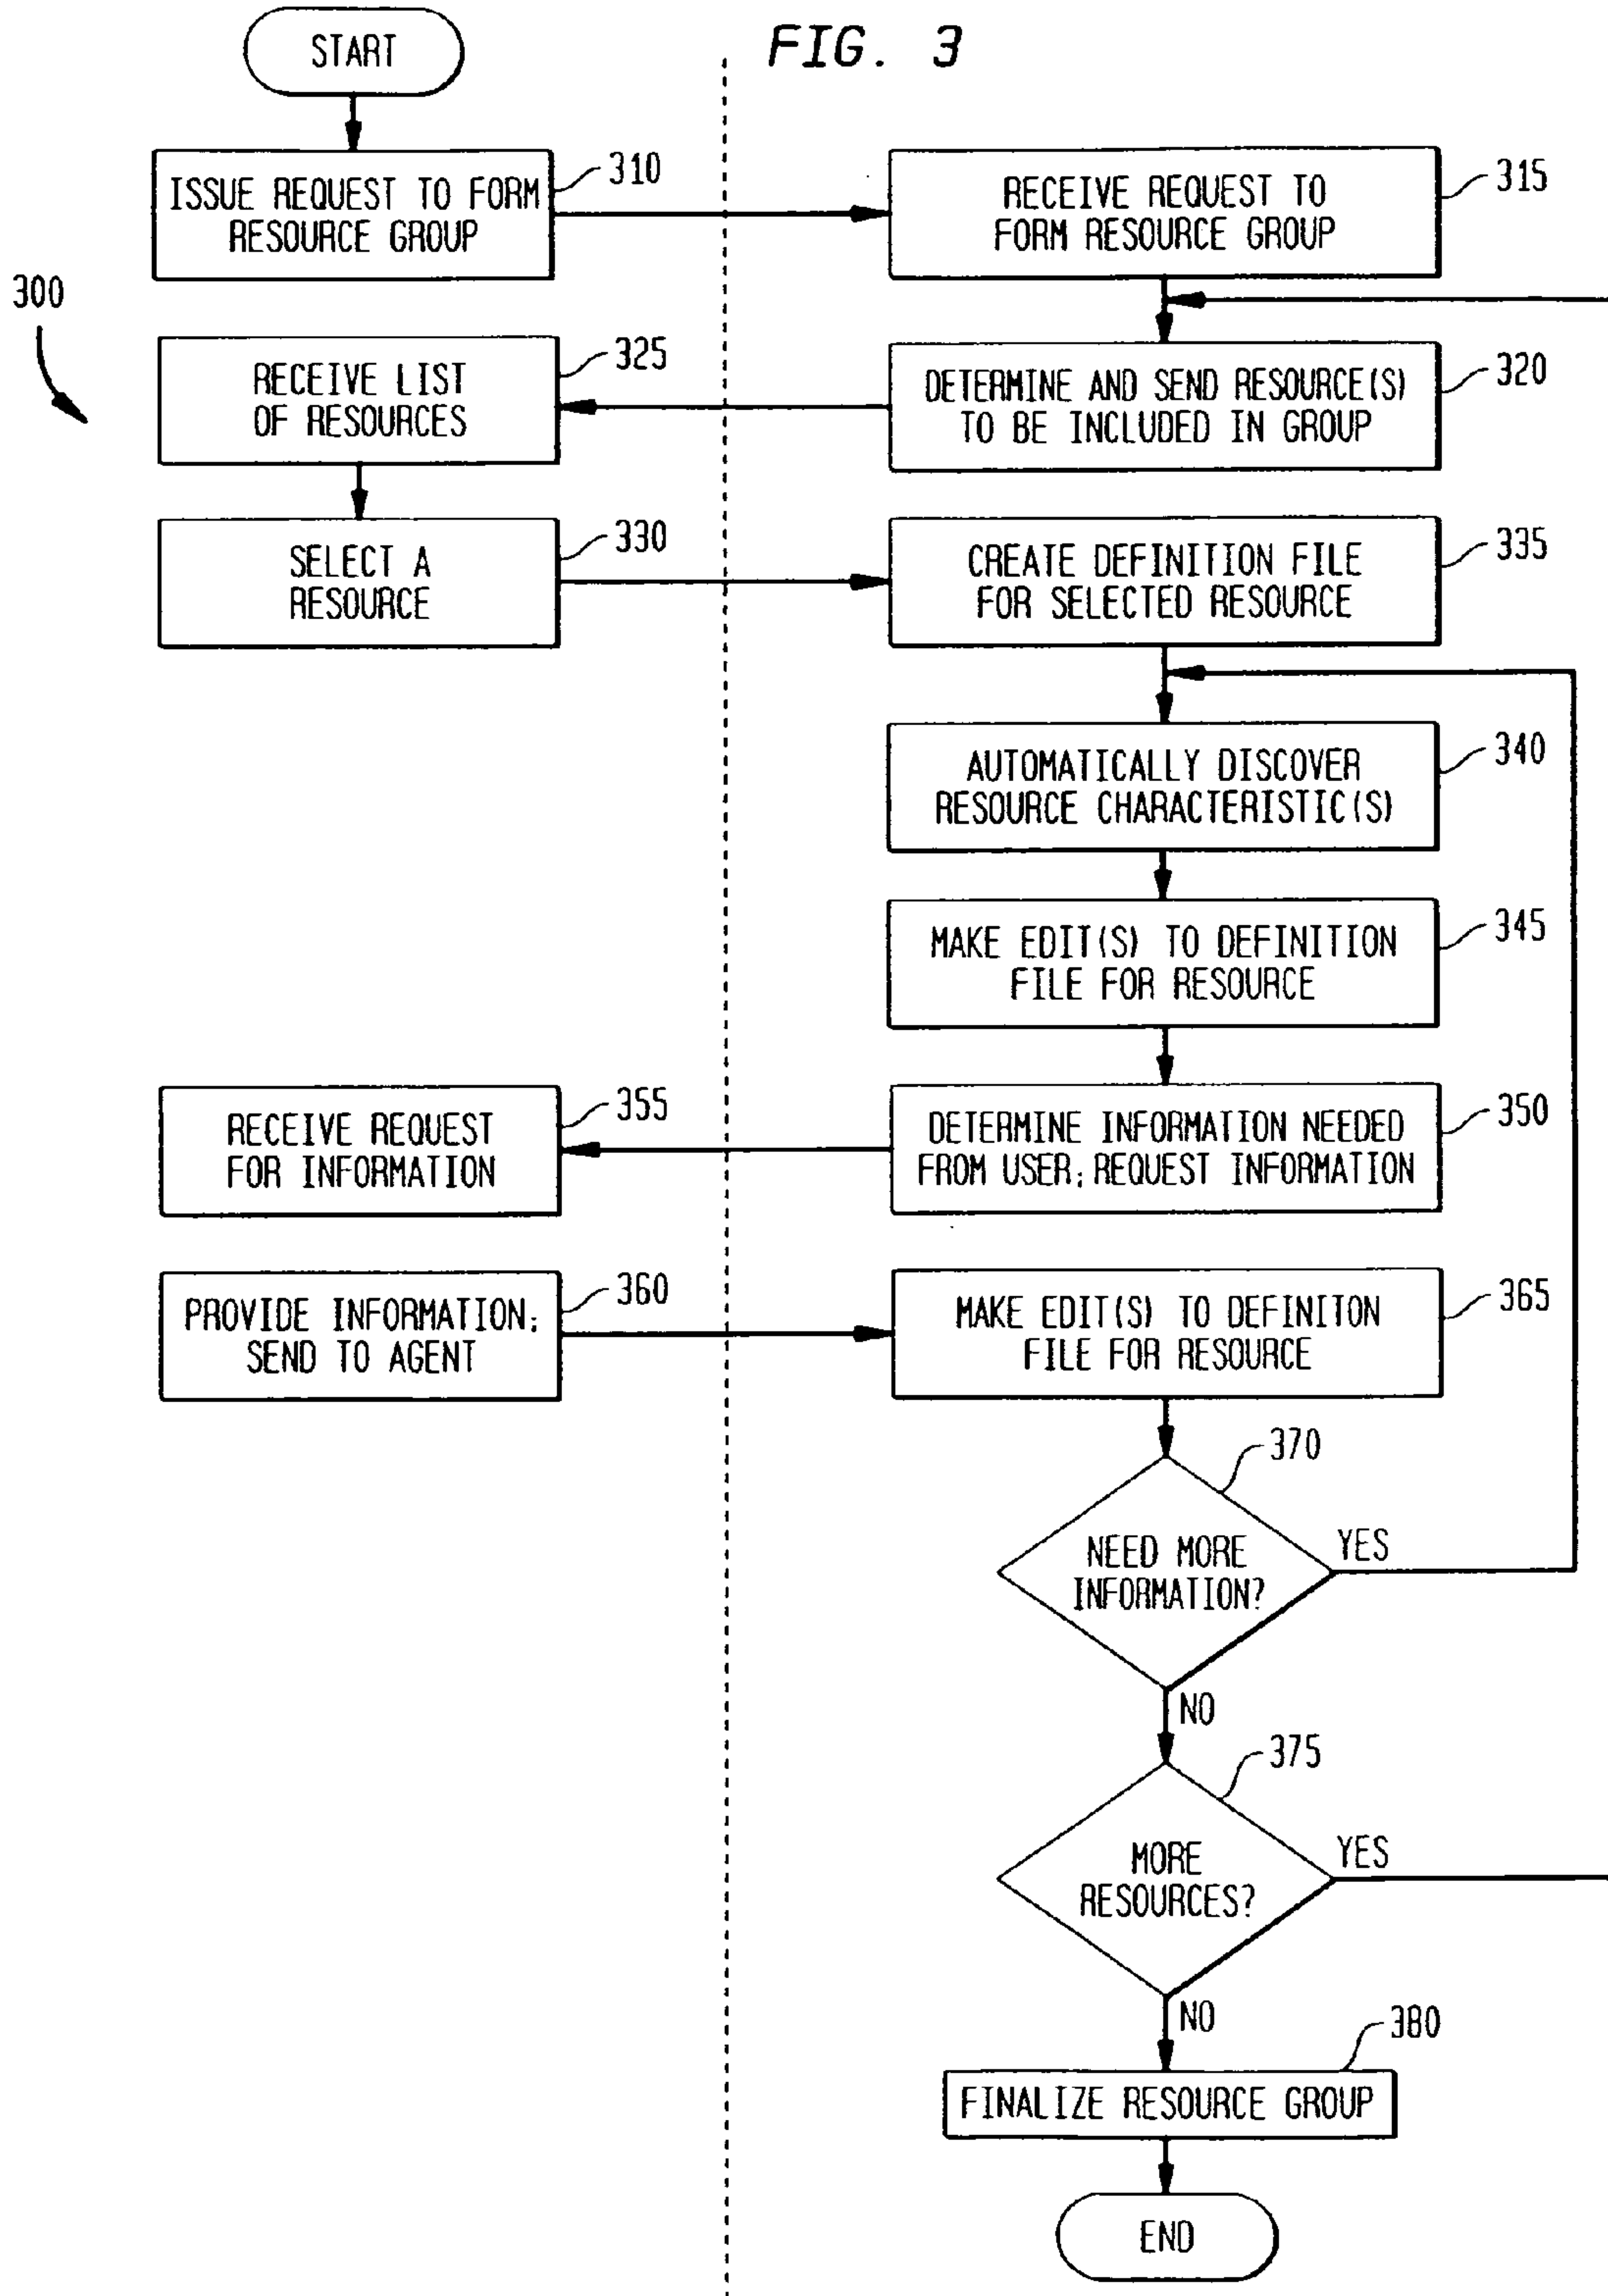 START
FIG. 3
ISSUE REQUEST TO FORM
RESOURCE GROUP
310
RECEIVE REQUEST TO
FORM RESOURCE GROUP
315
300
RECEIVE LIST
OF RESOURCES
325
DETERMINE AND SEND RESOURCE(S)
TO BE INCLUDED IN GROUP
320
SELECT A
RESOURCE
330
CREATE DEFINITION FILE
FOR SELECTED RESOURCE
335
AUTOMATICALLY DISCOVER
RESOURCE CHARACTERISTIC(S)
340
MAKE EDIT(S) TO DEFINITION
FILE FOR RESOURCE
345
RECEIVE REQUEST
FOR INFORMATION
355
DETERMINE INFORMATION NEEDED
FROM USER; REQUEST INFORMATION
350
PROVIDE INFORMATION;
SEND TO AGENT
360
MAKE EDIT(S) TO DEFINITON
FILE FOR RESOURCE
365
370
NEED MORE
INFORMATION?
YES
NO
375
MORE
RESOURCES?
YES
NO
380
FINALIZE RESOURCE GROUP
END